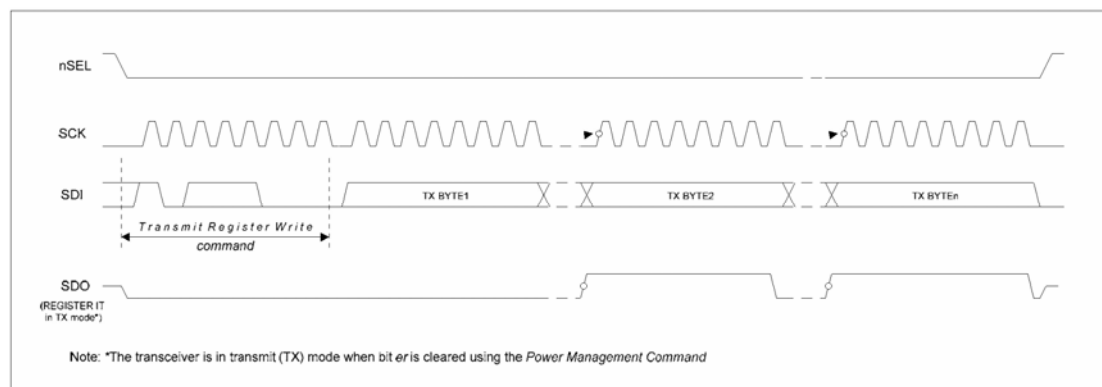 nSEL
SCK
SDI
TX BYTE1
TX BYTE2
TX BYTEn
Transmit Register Write
command
SDO
(REGISTER IT
in TX mode*)
Note: *The transceiver is in transmit (TX) mode when bit er is cleared using the Power Management Command